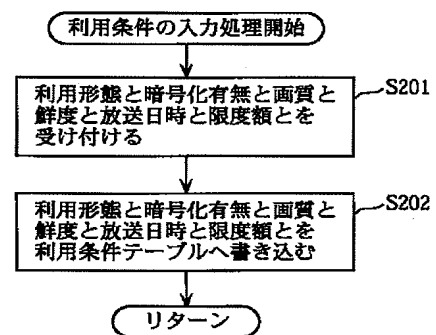 利用条件の入力処理開始
S201
利用形態と暗号化有無と画質と
鮮度と放送日時と限度額とを
受け付ける
S202
利用形態と暗号化有無と画質と
鮮度と放送日時と限度額とを
利用条件テーブルへ書き込む
リターン